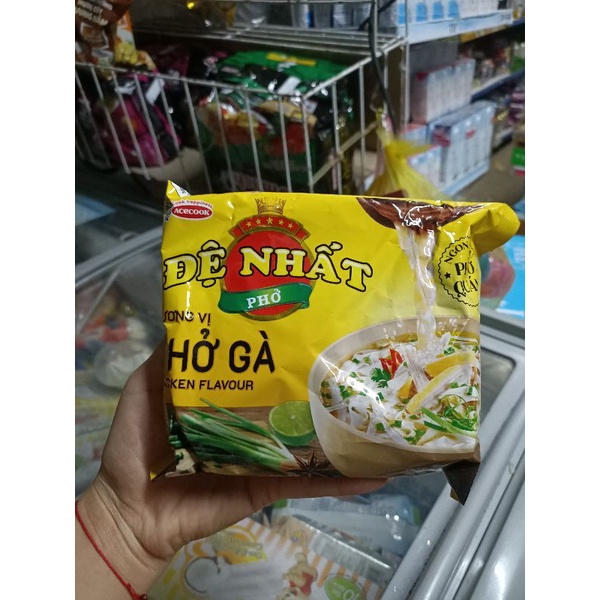 ACECOOK
ĐỆ NHẤT
PHỞ
ƯƠNG VỊ
HỞ GÀ
CKEN FLAVOUR
NGON
PHỞ
QUÁN